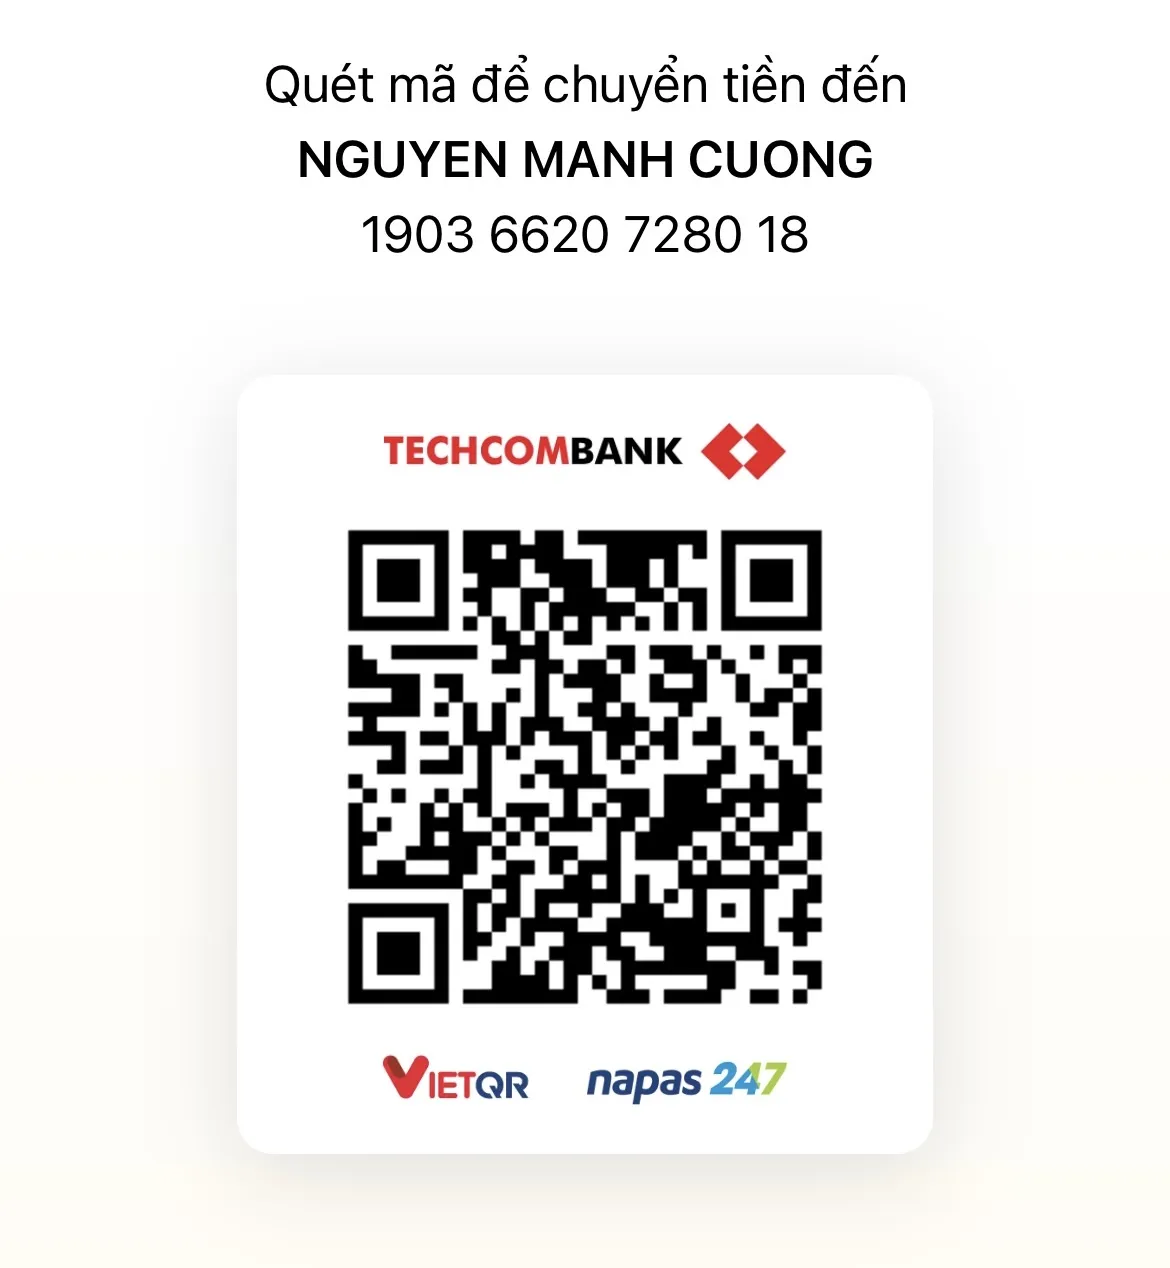 Quét mã để chuyển tiền đến
NGUYEN MANH CUONG
1903 6620 7280 18
TECHCOMBANK
VIETQR napas 247